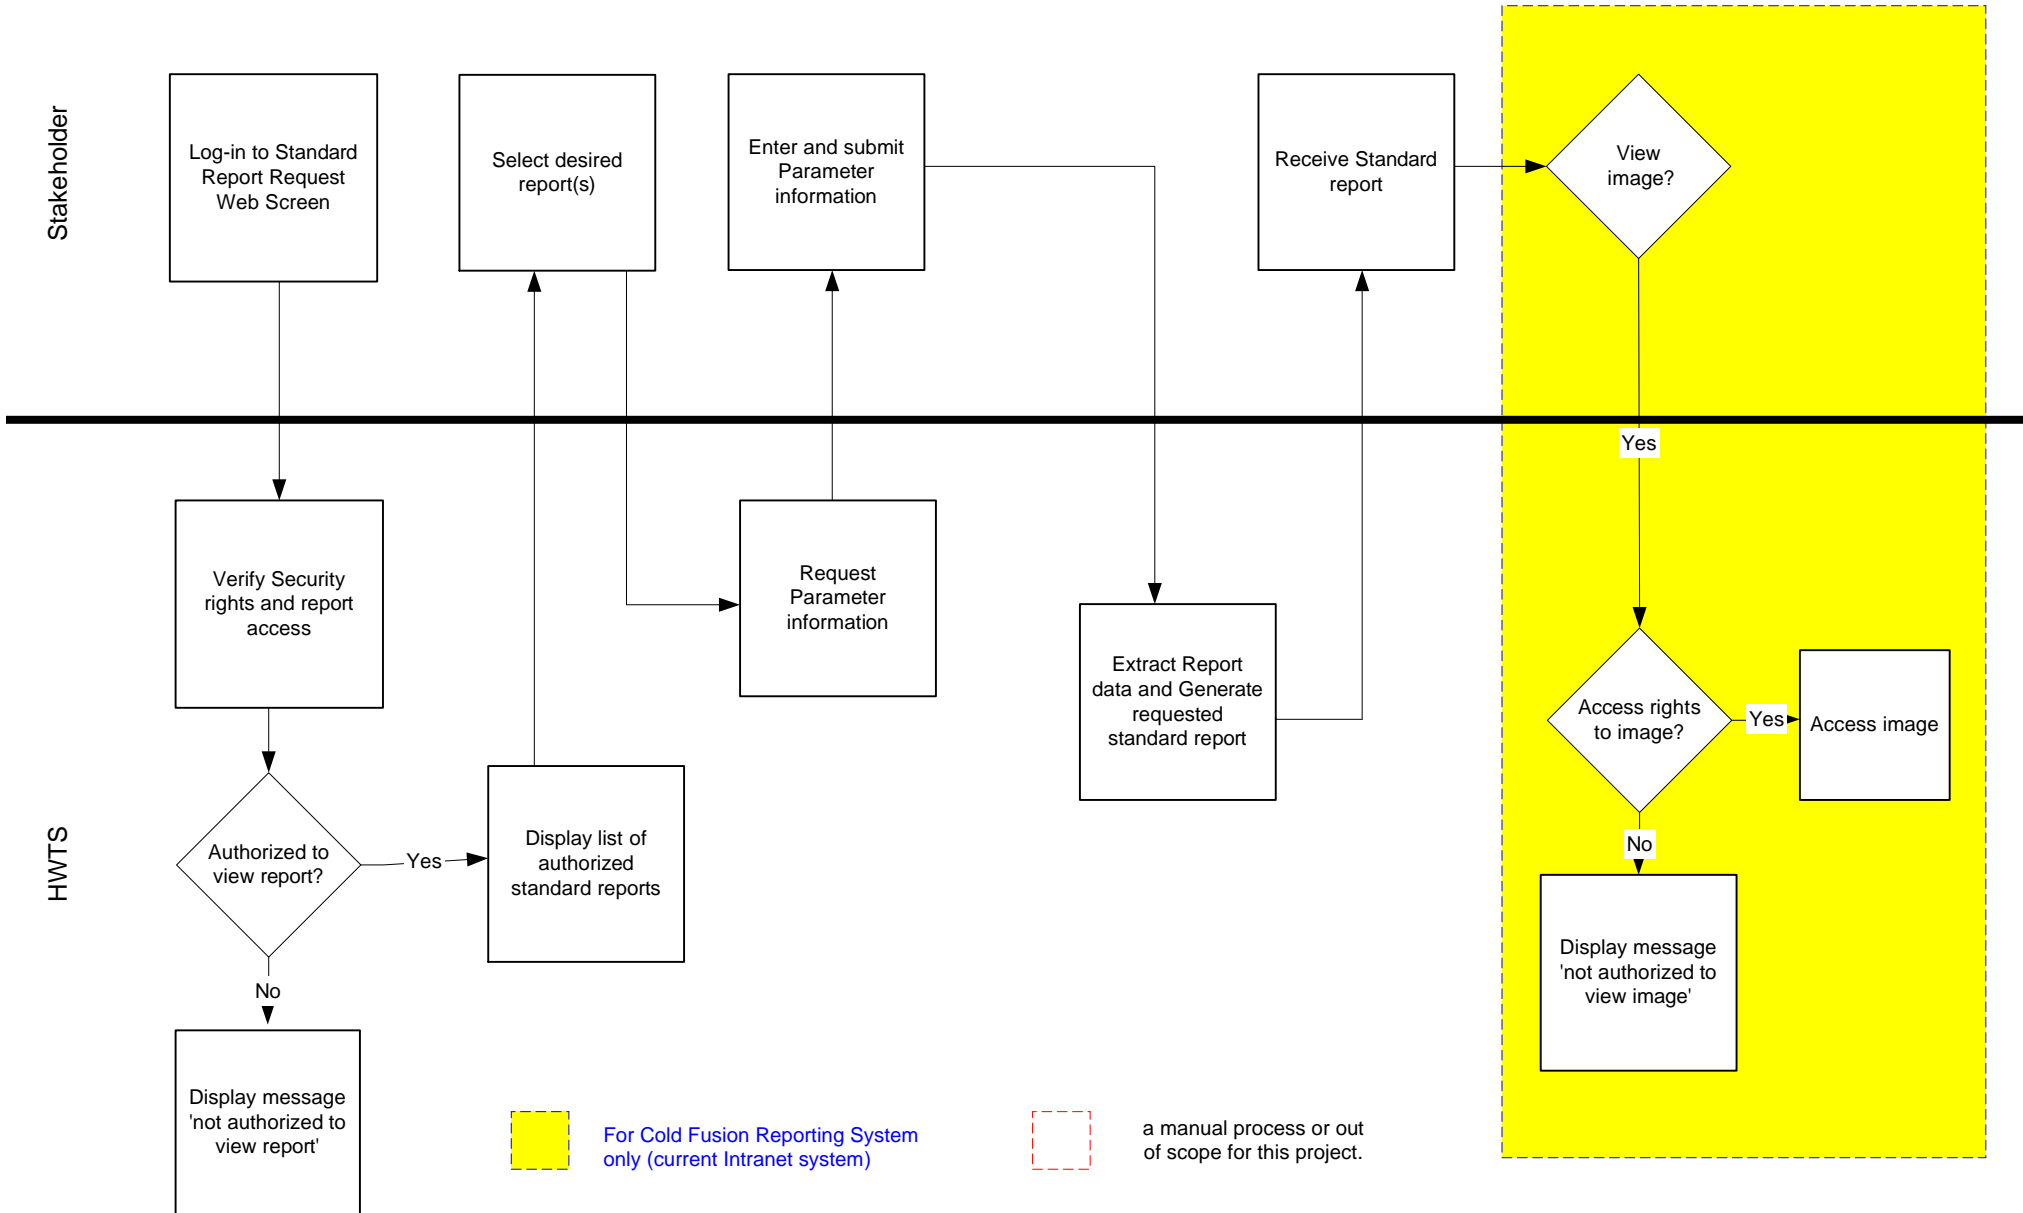 Stakeholder
Log-in to Standard
Report Request
Web Screen
Select desired
report(s)
Enter and submit
Parameter
information
Receive Standard
report
View
image?
Yes
HWTS
Verify Security
rights and report
access
Request
Parameter
information
Extract Report
data and Generate
requested
standard report
Access rights
to image?
Yes
Access image
Authorized to
view report?
Yes
Display list of
authorized
standard reports
No
Display message
'not authorized to
view image'
No
Display message
'not authorized to
view report'
For Cold Fusion Reporting System
only (current Intranet system)
a manual process or out
of scope for this project.